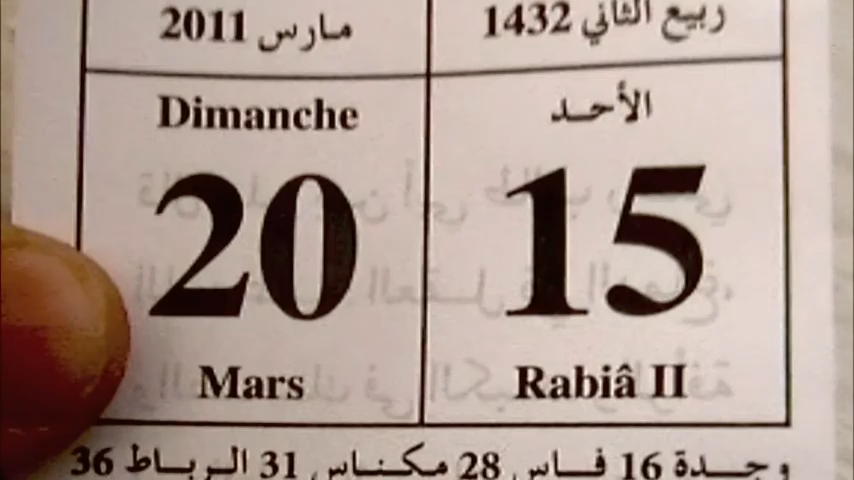 مارس 2011
ربيع الثاني 1432
Dimanche
الأحد
20
15
Mars
Rabiâ II
وجدة 16 فاس 28 مكناس 31 الرباط 36